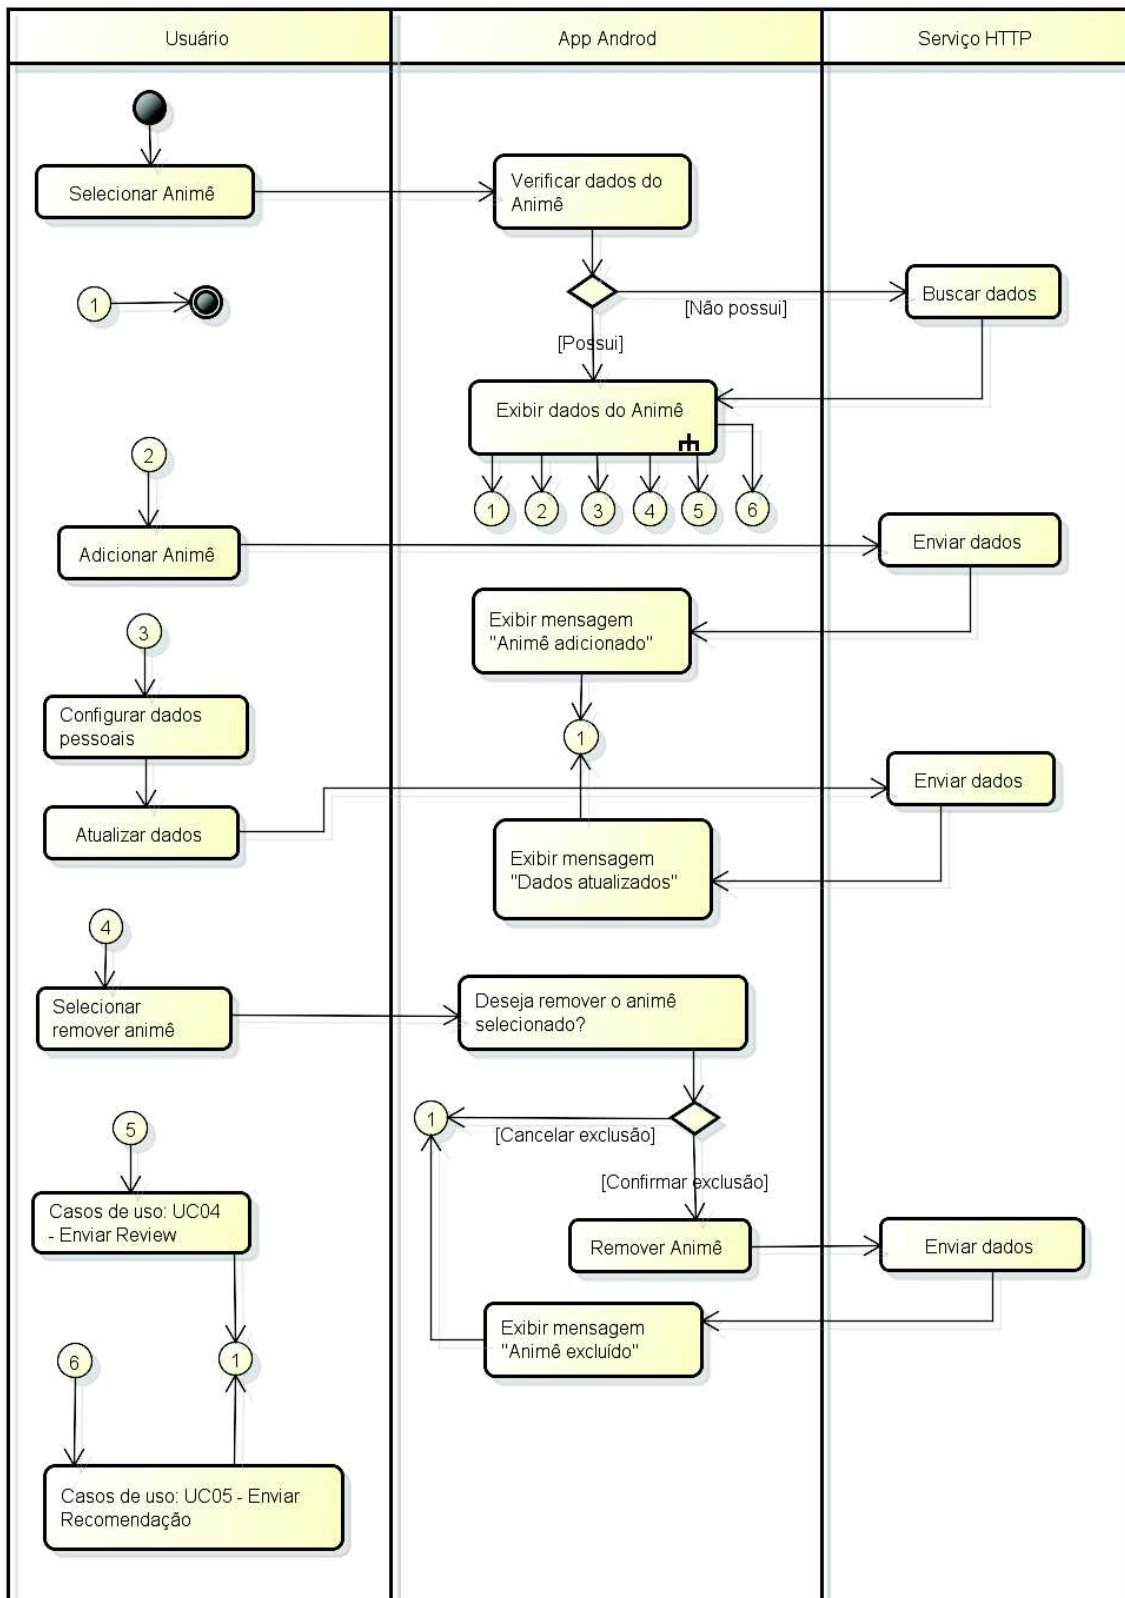 Usuário
App Androd
Serviço HTTP
Selecionar Animê
Verificar dados do
Animê
1
[Não possui]
Buscar dados
[Possui]
Exibir dados do Animê
2
1
2
3
4
5
6
Adicionar Animê
Enviar dados
Exibir mensagem
"Animê adicionado"
3
Configurar dados
pessoais
1
Enviar dados
Atualizar dados
Exibir mensagem
"Dados atualizados"
4
Selecionar
remover animê
Deseja remover o animê
selecionado?
1
[Cancelar exclusão]
5
[Confirmar exclusão]
Casos de uso: UC04
- Enviar Review
Remover Animê
Enviar dados
Exibir mensagem
"Animê excluído"
6
1
Casos de uso: UC05 - Enviar
Recomendação